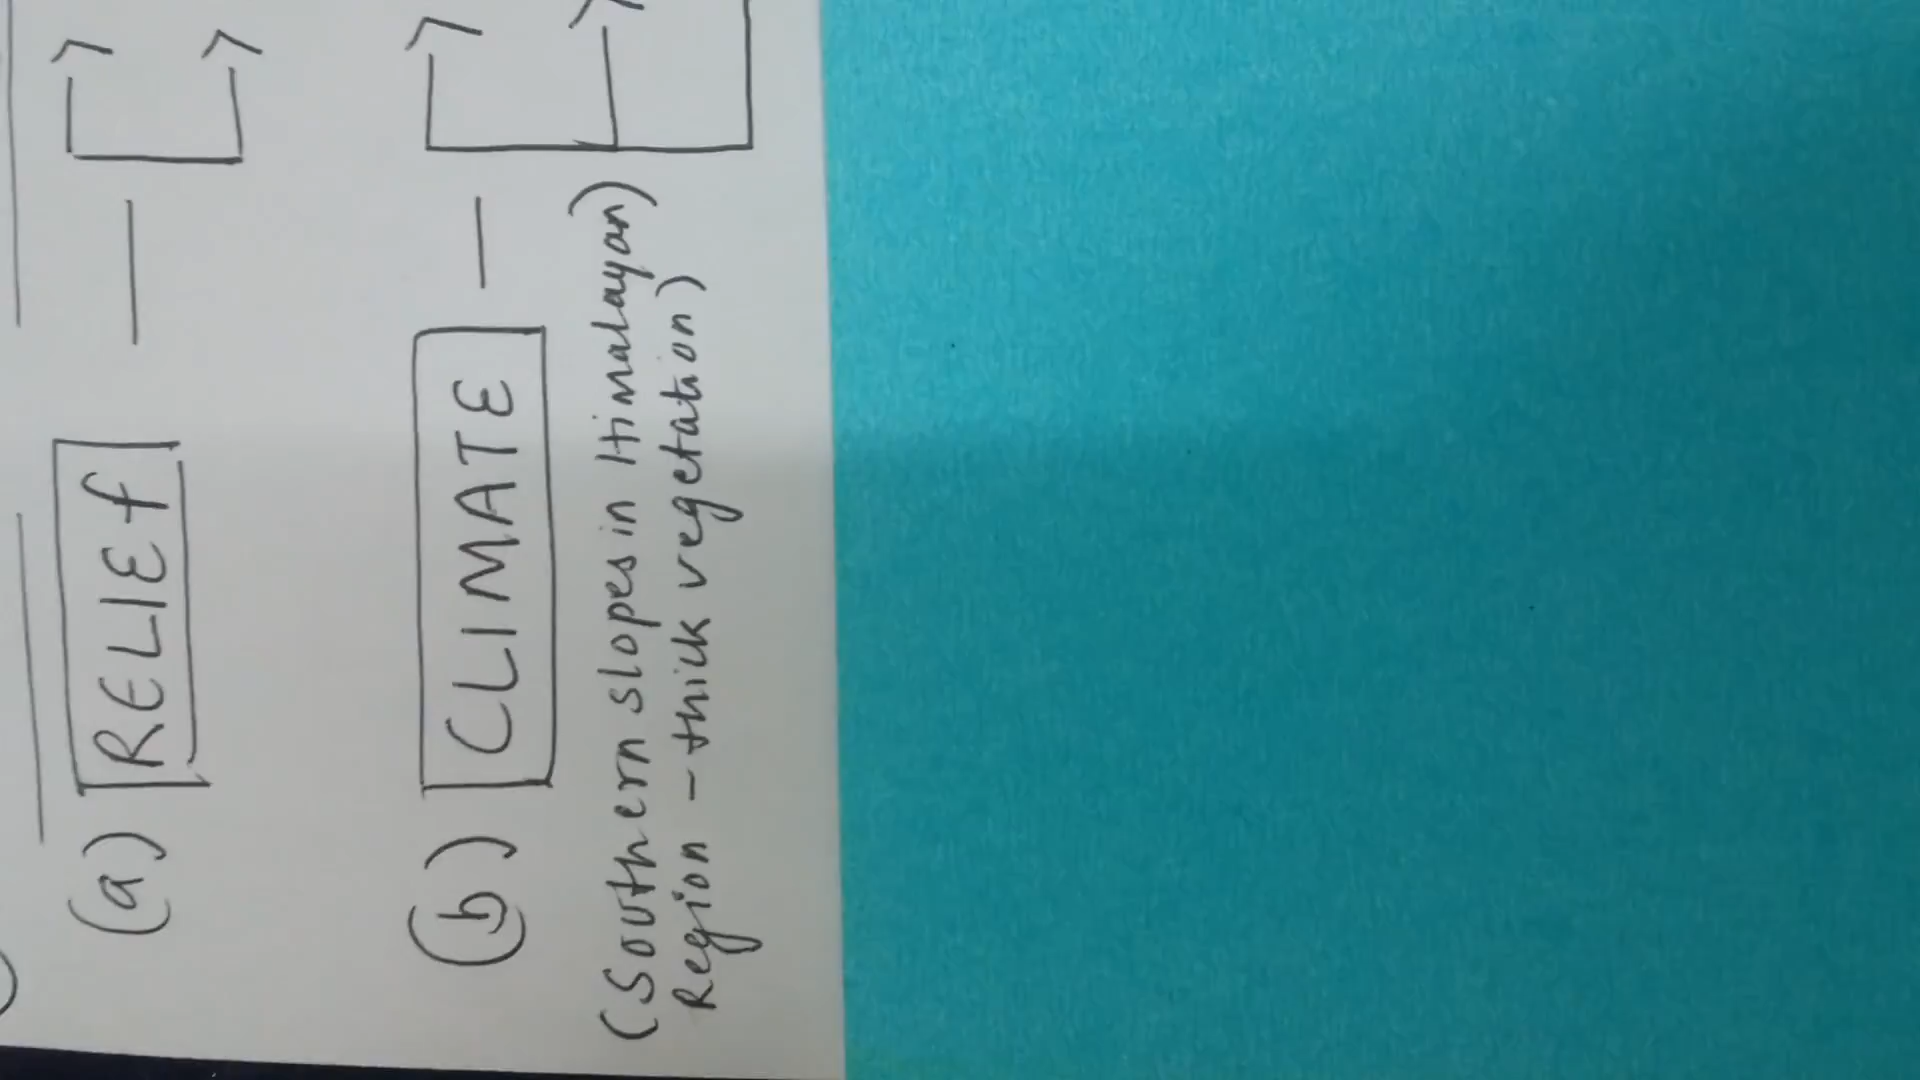 (a) RELIEf —
(b) CLIMATE —
(Southern slopes in Himalayan)
Region - thick vegetation)